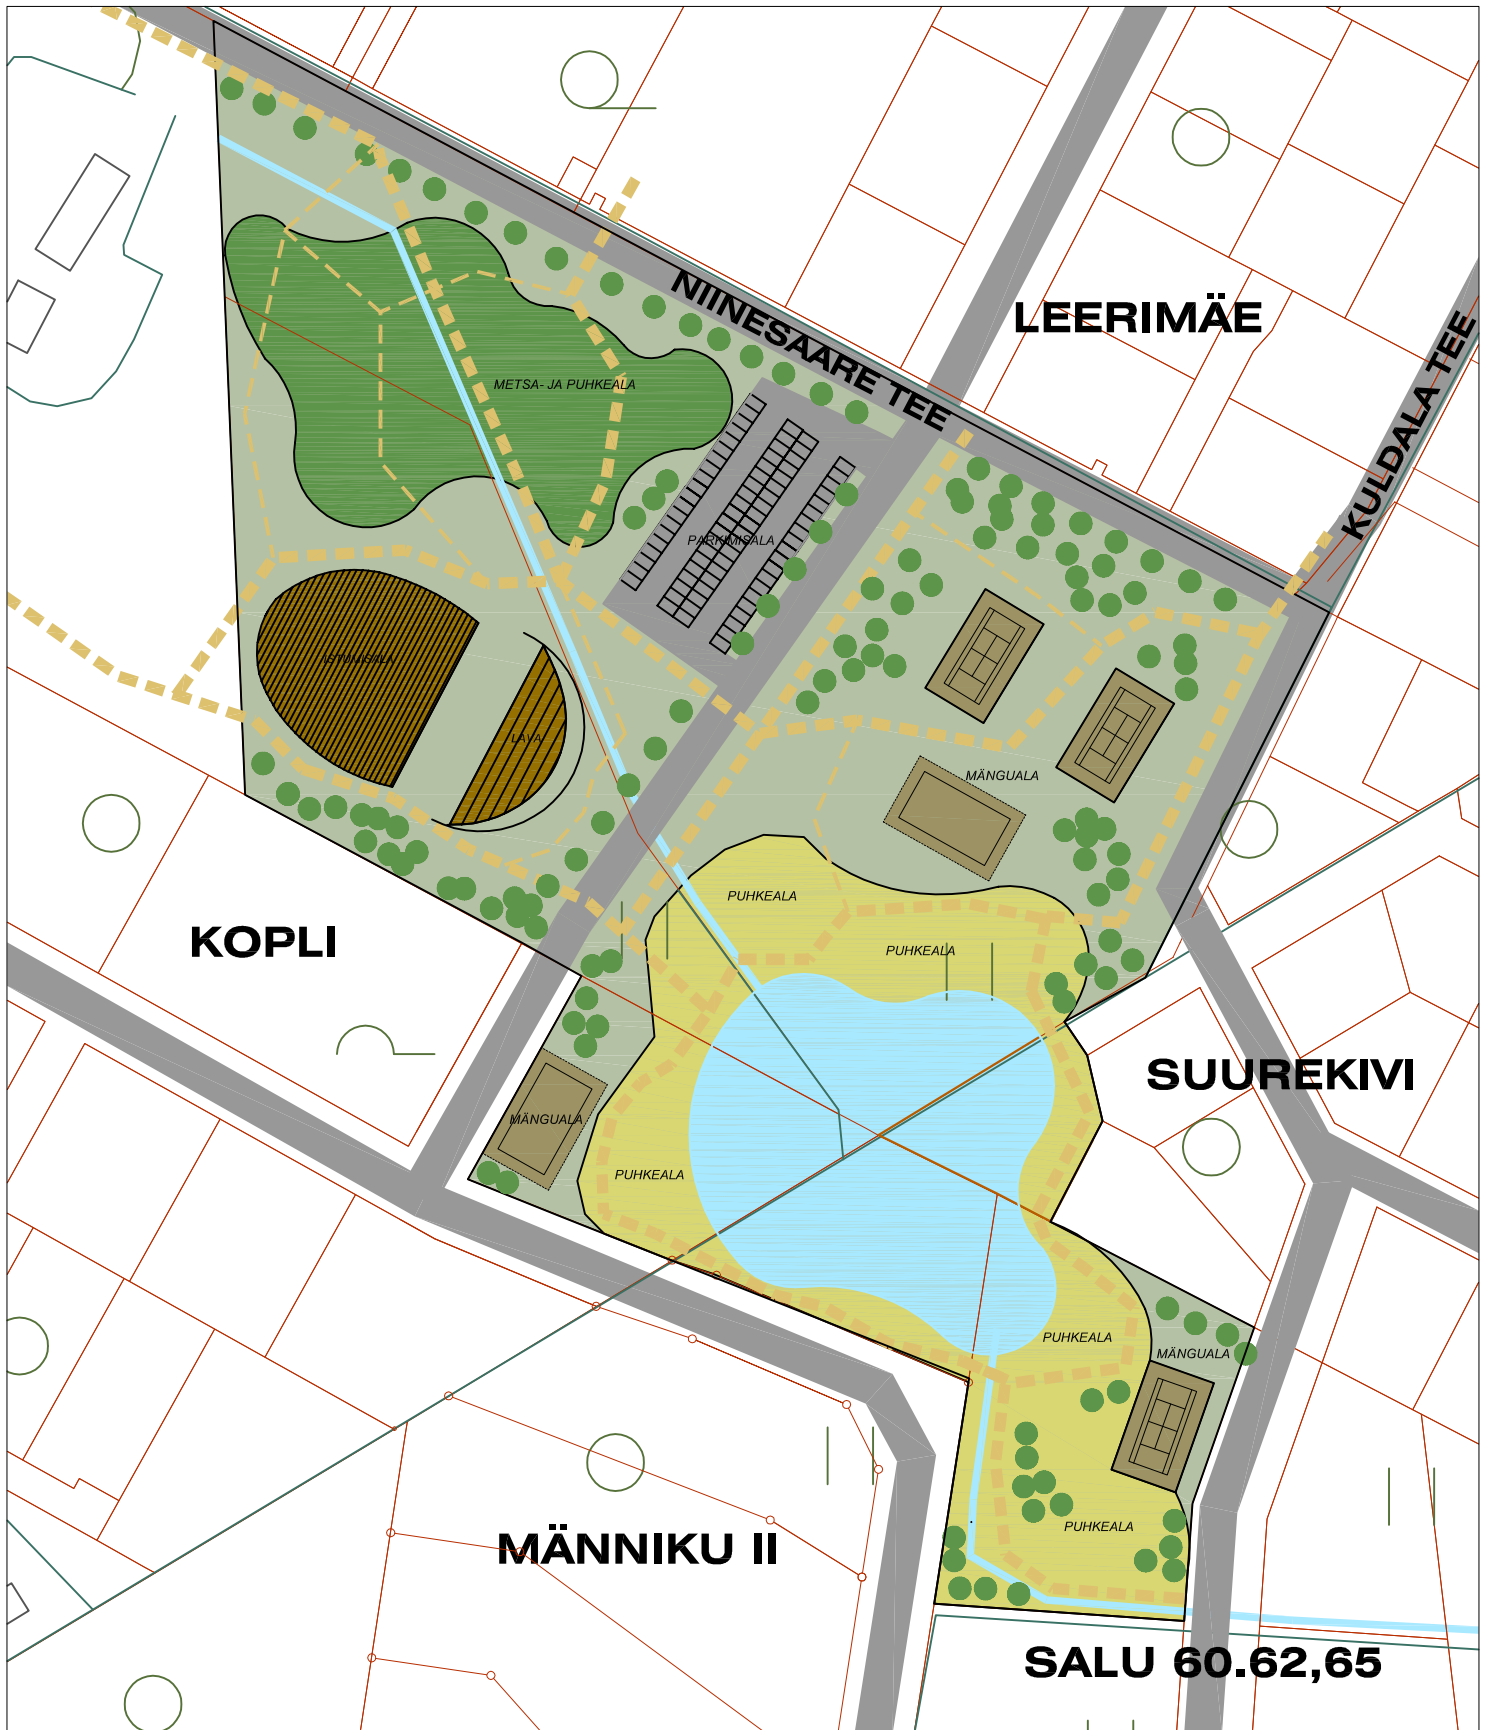 NIINESAARE TEE
LEERIMÄE
KULDALA TEE
METSA- JA PUHKEALA
PARKIMISALA
ISTUMISALA
LAVA
MÄNGUALA
PUHKEALA
KOPLI
PUHKEALA
SUUREKIVI
MÄNGUALA
PUHKEALA
PUHKEALA
MÄNGUALA
PUHKEALA
MÄNNIKU II
SALU 60.62,65